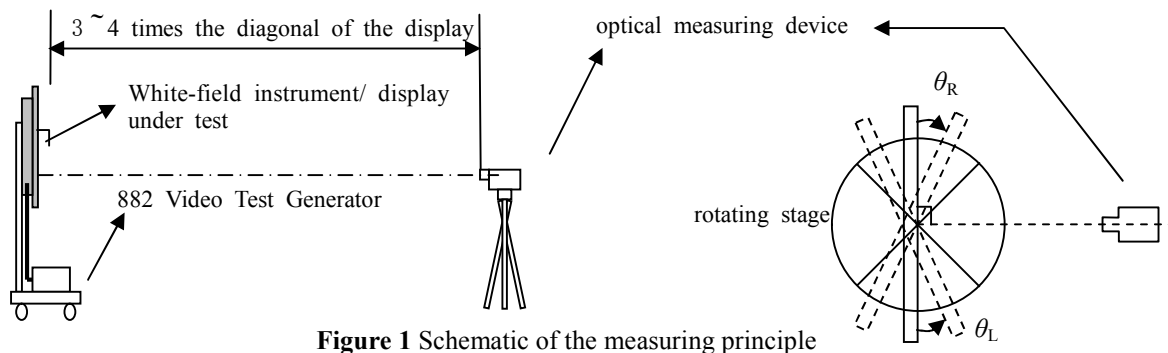 3 ~ 4 times the diagonal of the display
optical measuring device
White-field instrument/ display
under test
882 Video Test Generator
θR
rotating stage
θL
Figure 1 Schematic of the measuring principle